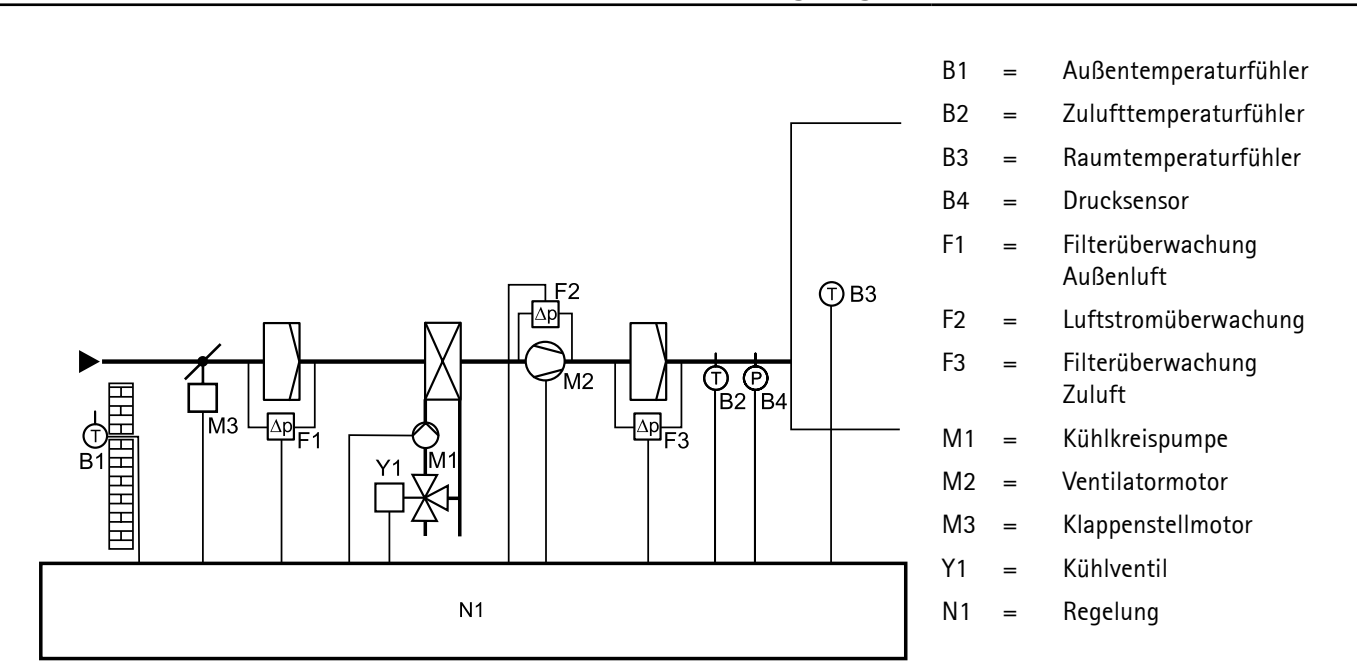 B1 = Außentemperaturfühler
B2 = Zulufttemperaturfühler
B3 = Raumtemperaturfühler
B4 = Drucksensor
F1 = Filterüberwachung
Außenluft
F2 = Luftstromüberwachung
F3 = Filterüberwachung
Zuluft
M1 = Kühlkreispumpe
M2 = Ventilatormotor
M3 = Klappenstellmotor
Y1 = Kühlventil
N1 = Regelung
F2
Δp
T B3
M2
T
P
B2
B4
M3
Δp
F1
Δp
F3
T
B1
M1
Y1
N1